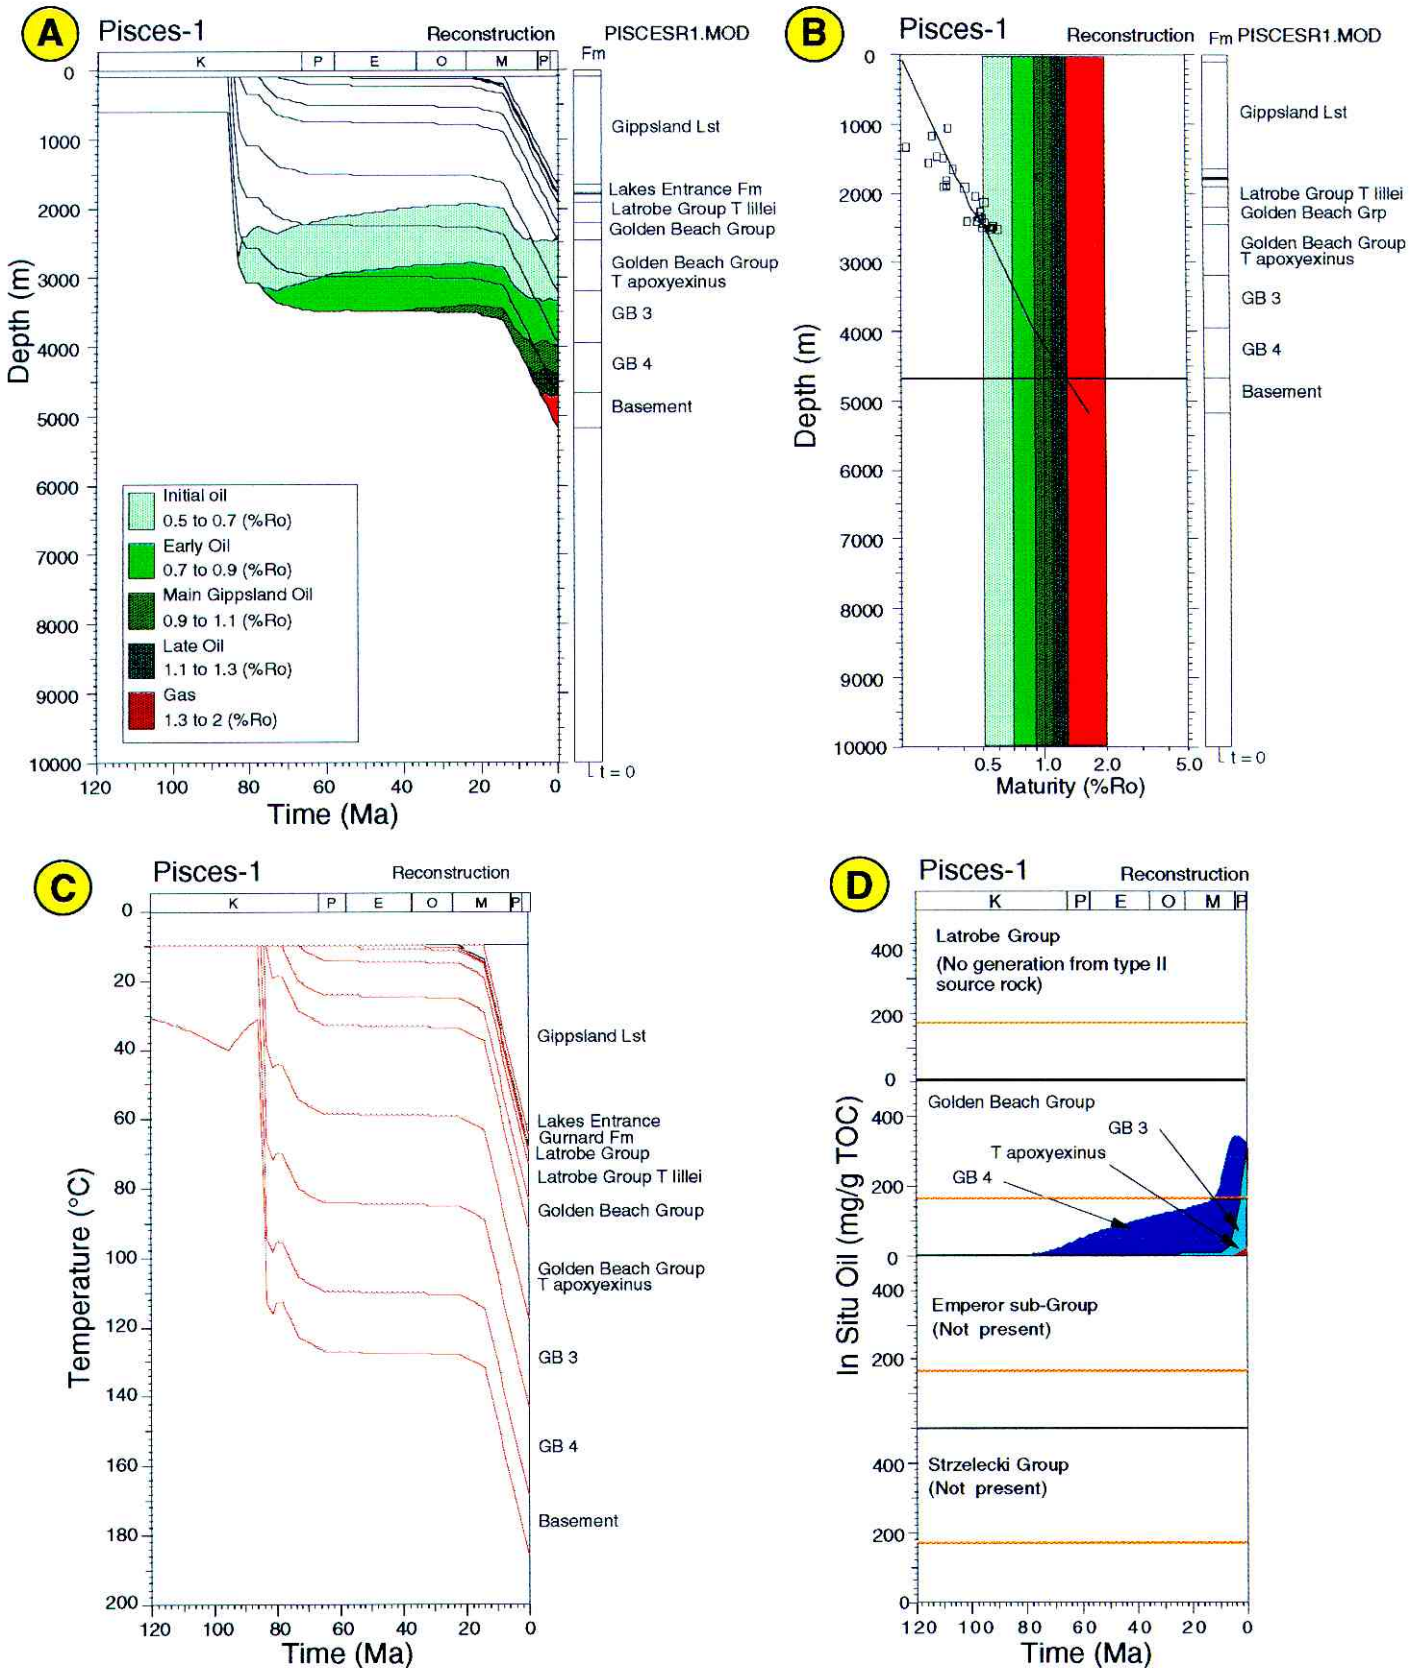 A
Pisces-1
Reconstruction
PISCESR1.MOD
Fm
K P E O M P
0
1000
2000
3000
4000
5000
6000
7000
8000
9000
10000
Depth (m)
Gippsland Lst
Lakes Entrance Fm
Latrobe Group T lillei
Golden Beach Group
Golden Beach Group
T apoxyexinus
GB 3
GB 4
Basement
Initial oil
0.5 to 0.7 (%Ro)
Early Oil
0.7 to 0.9 (%Ro)
Main Gippsland Oil
0.9 to 1.1 (%Ro)
Late Oil
1.1 to 1.3 (%Ro)
Gas
1.3 to 2 (%Ro)
t = 0
120 100 80 60 40 20 0
Time (Ma)
B
Pisces-1
Reconstruction
Fm PISCESR1.MOD
0
1000
2000
3000
4000
5000
6000
7000
8000
9000
10000
Depth (m)
Gippsland Lst
Latrobe Group T lillei
Golden Beach Grp
Golden Beach Group
T apoxyexinus
GB 3
GB 4
Basement
t = 0
0.5 1.0 2.0 5.0
Maturity (%Ro)
C
Pisces-1
Reconstruction
K P E O M P
0
20
40
60
80
100
120
140
160
180
200
Temperature (°C)
Gippsland Lst
Lakes Entrance
Gurnard Fm
Latrobe Group
Latrobe Group T lillei
Golden Beach Group
Golden Beach Group
T apoxyexinus
GB 3
GB 4
Basement
120 100 80 60 40 20 0
Time (Ma)
D
Pisces-1
Reconstruction
K P E O M P
In Situ Oil (mg/g TOC)
400
200
0
Latrobe Group
(No generation from type II
source rock)
400
200
0
Golden Beach Group
GB 3
T apoxyexinus
GB 4
400
200
Emperor sub-Group
(Not present)
400
200
0
Strzelecki Group
(Not present)
120 100 80 60 40 20 0
Time (Ma)